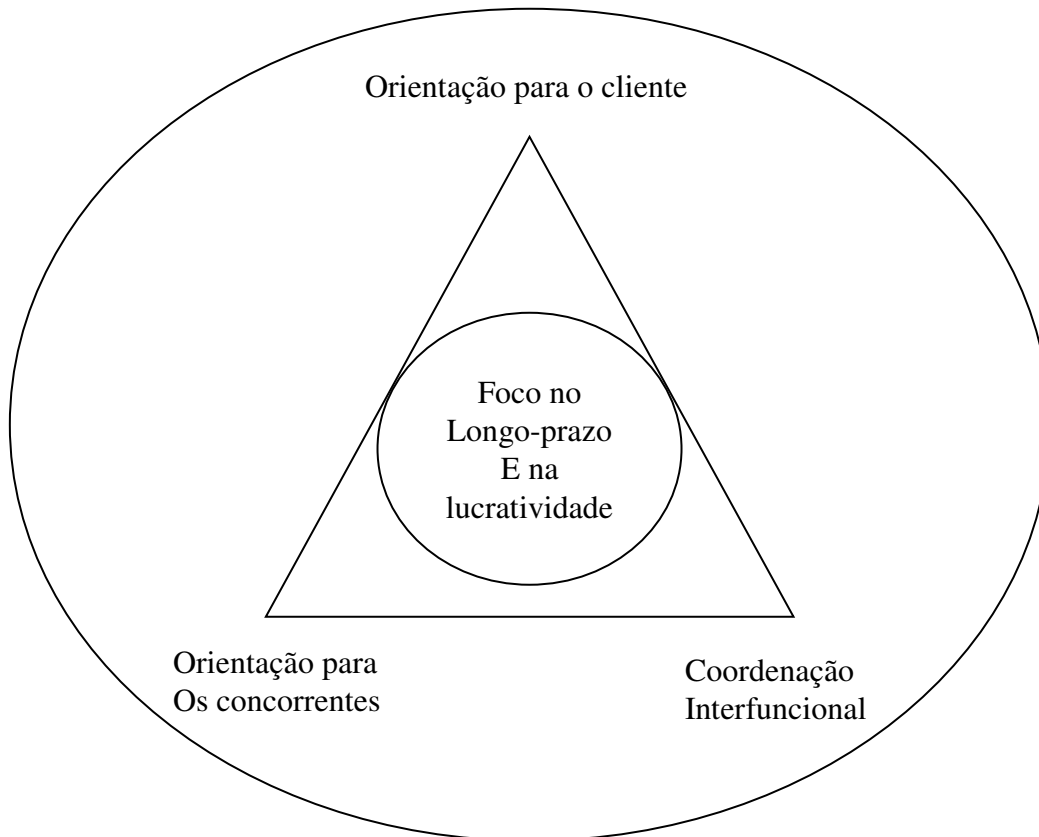 Orientação para o cliente
Foco no
Longo-prazo
E na
lucratividade
Orientação para
Os concorrentes
Coordenação
Interfuncional